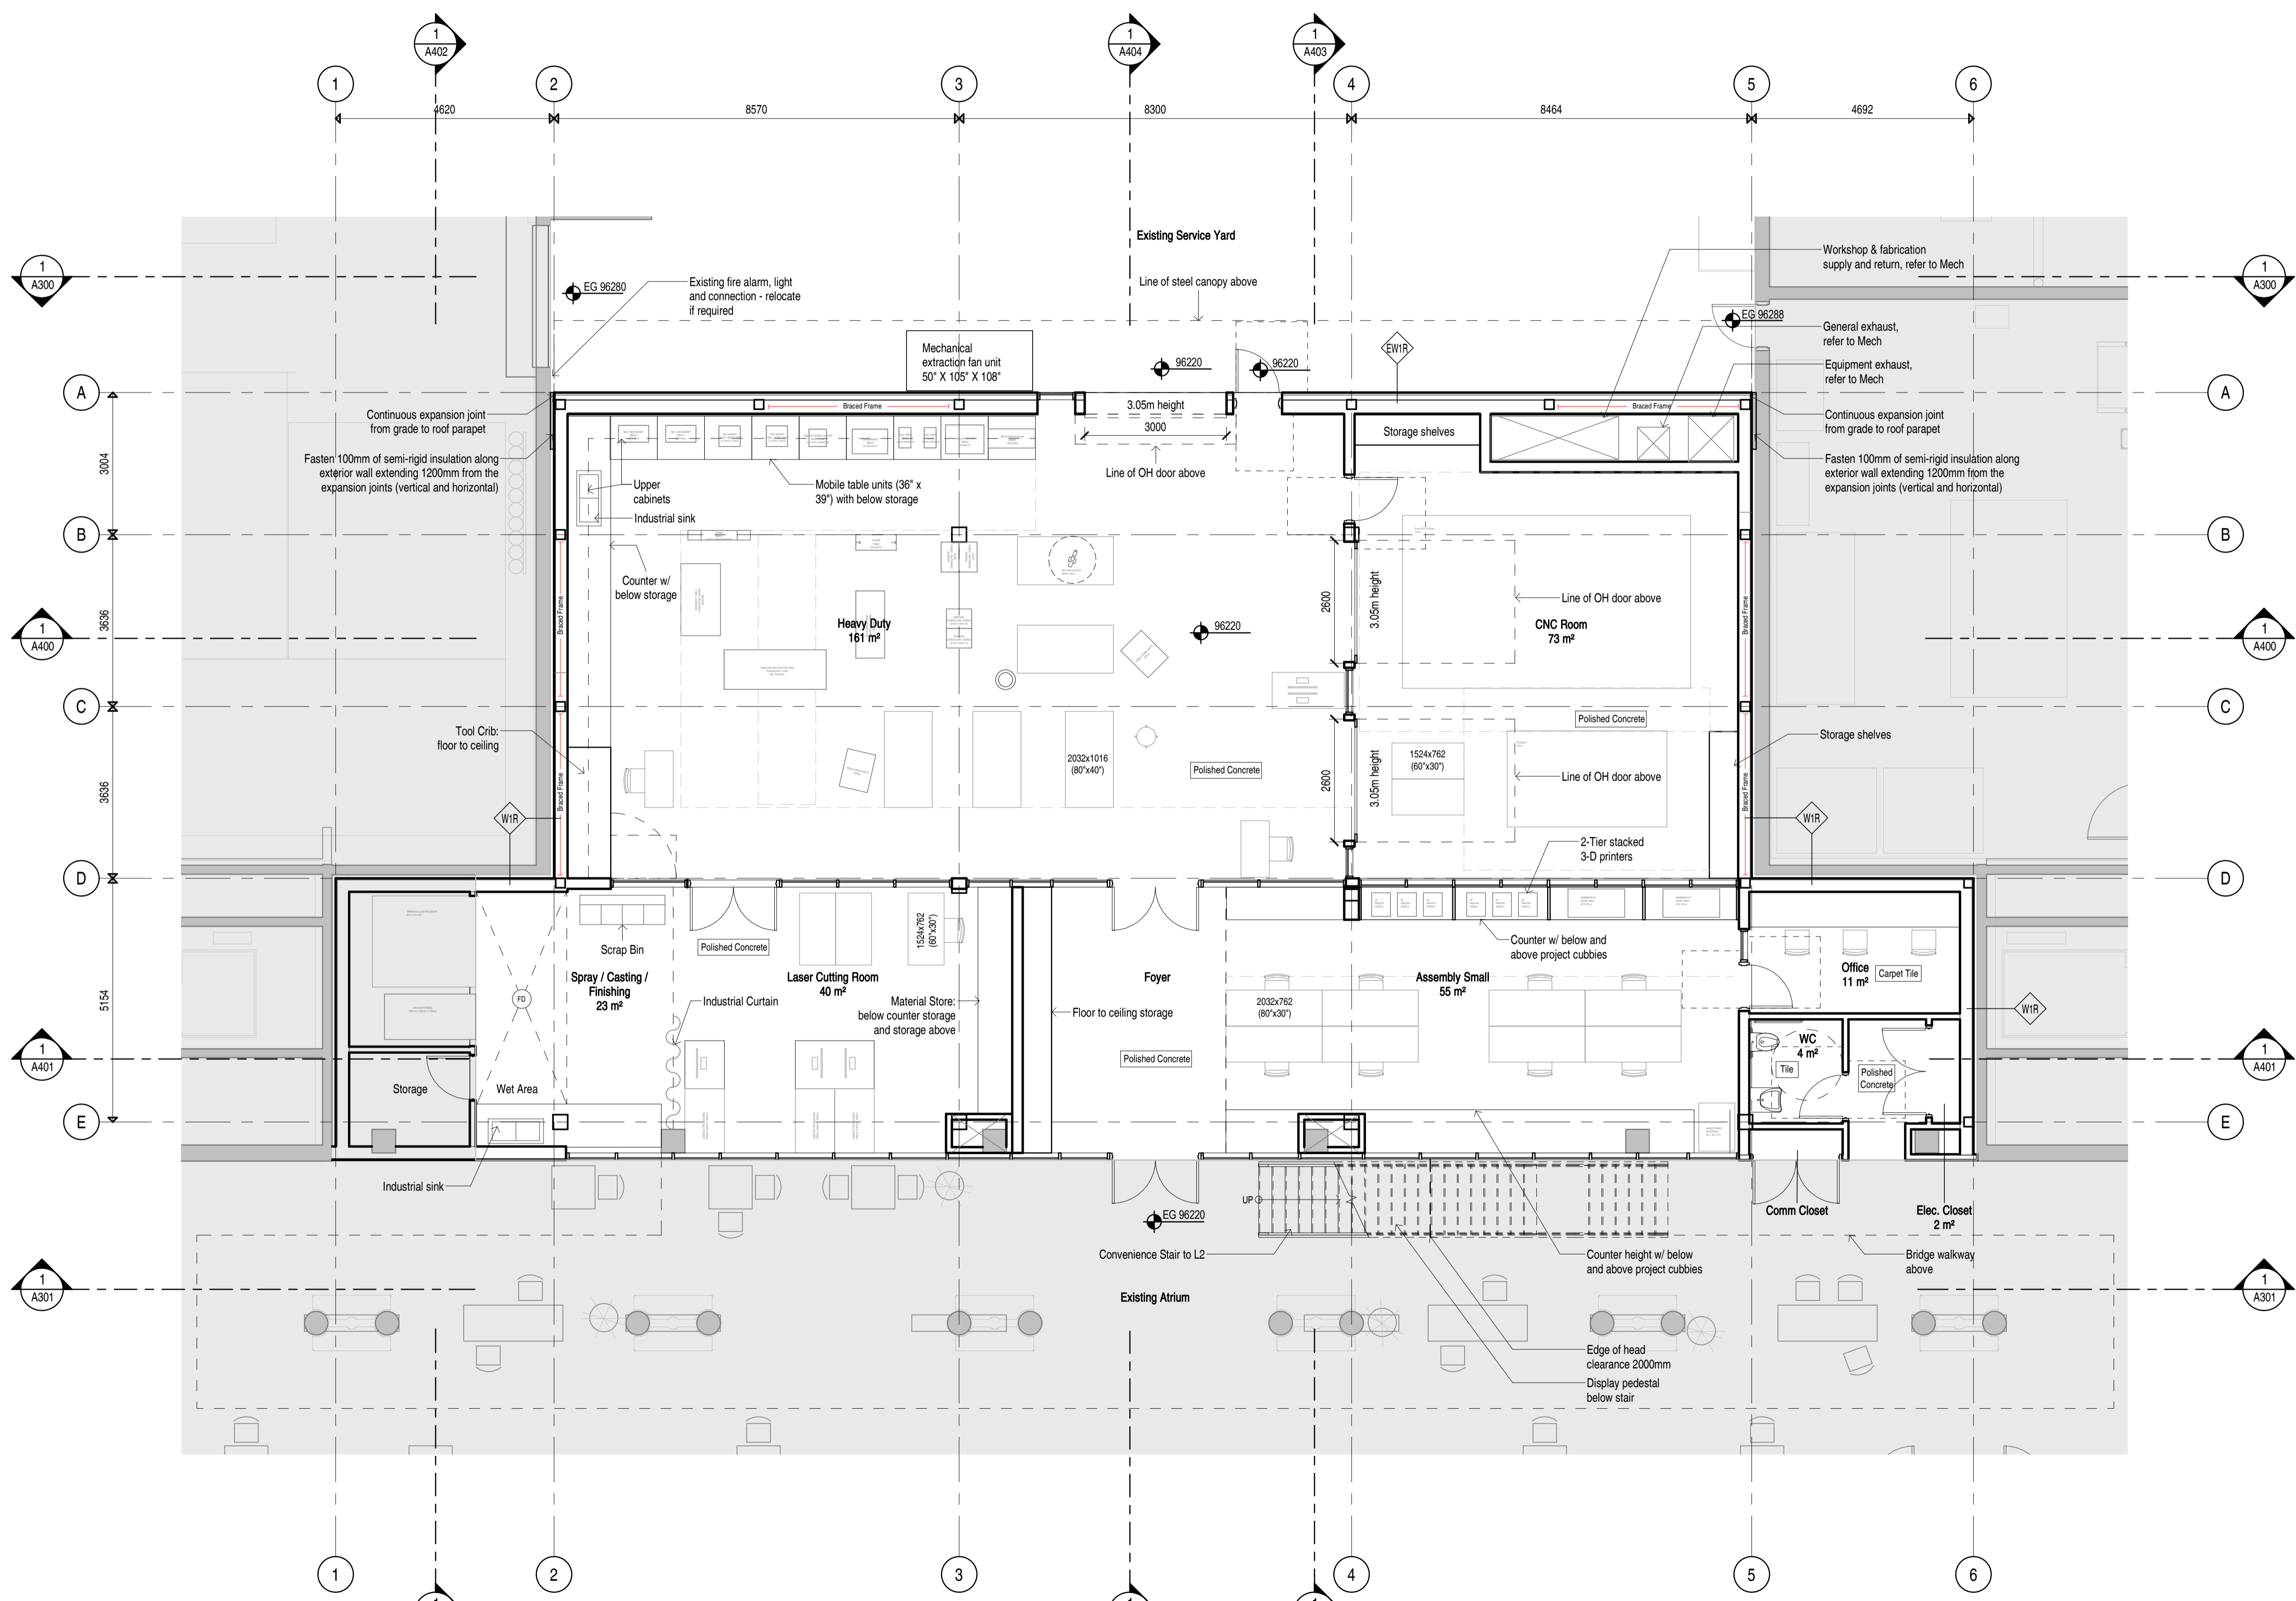 1
A402
1
A404
1
A403
1
2
3
4
5
6
4620
8570
8300
8464
4692
Existing Service Yard
Workshop & fabrication
supply and return, refer to Mech
1
A300
1
A300
Existing fire alarm, light
and connection - relocate
if required
EG 96280
Line of steel canopy above
EG 96288
General exhaust,
refer to Mech
Mechanical
extraction fan unit
50" X 105" X 108"
96220
96220
EW1R
Equipment exhaust,
refer to Mech
A
A
Braced Frame
3.05m height
Braced Frame
Continuous expansion joint
from grade to roof parapet
Continuous expansion joint
from grade to roof parapet
3000
Storage shelves
3004
Fasten 100mm of semi-rigid insulation along
exterior wall extending 1200mm from the
expansion joints (vertical and horizontal)
Fasten 100mm of semi-rigid insulation along
exterior wall extending 1200mm from the
expansion joints (vertical and horizontal)
Line of OH door above
Upper
cabinets
Mobile table units (36" x
39") with below storage
Industrial sink
B
B
Counter w/
below storage
3636
Braced Frame
2600
3.05m height
Line of OH door above
Braced Frame
1
A400
Heavy Duty
161 m²
96220
CNC Room
73 m²
1
A400
C
C
Polished Concrete
Tool Crib:
floor to ceiling
Storage shelves
3636
Braced Frame
2032x1016
(80"x40")
Polished Concrete
2600
3.05m height
1524x762
(60"x30")
Line of OH door above
Braced Frame
W1R
W1R
2-Tier stacked
3-D printers
D
D
Scrap Bin
Polished Concrete
1524x762
(60"x30")
Counter w/ below and
above project cubbies
5154
FD
Spray / Casting /
Finishing
23 m²
Laser Cutting Room
40 m²
Foyer
Assembly Small
55 m²
Office
11 m²
Carpet Tile
Industrial Curtain
Material Store:
below counter storage
and storage above
Floor to ceiling storage
2032x762
(80"x30")
W1R
1
A401
Polished Concrete
WC
4 m²
Tile
Polished
Concrete
1
A401
Storage
Wet Area
E
E
Industrial sink
UP
EG 96220
Comm Closet
Elec. Closet
2 m²
Convenience Stair to L2
Counter height w/ below
and above project cubbies
Bridge walkway
above
1
A301
Existing Atrium
1
A301
Edge of head
clearance 2000mm
Display pedestal
below stair
1
2
3
4
5
6